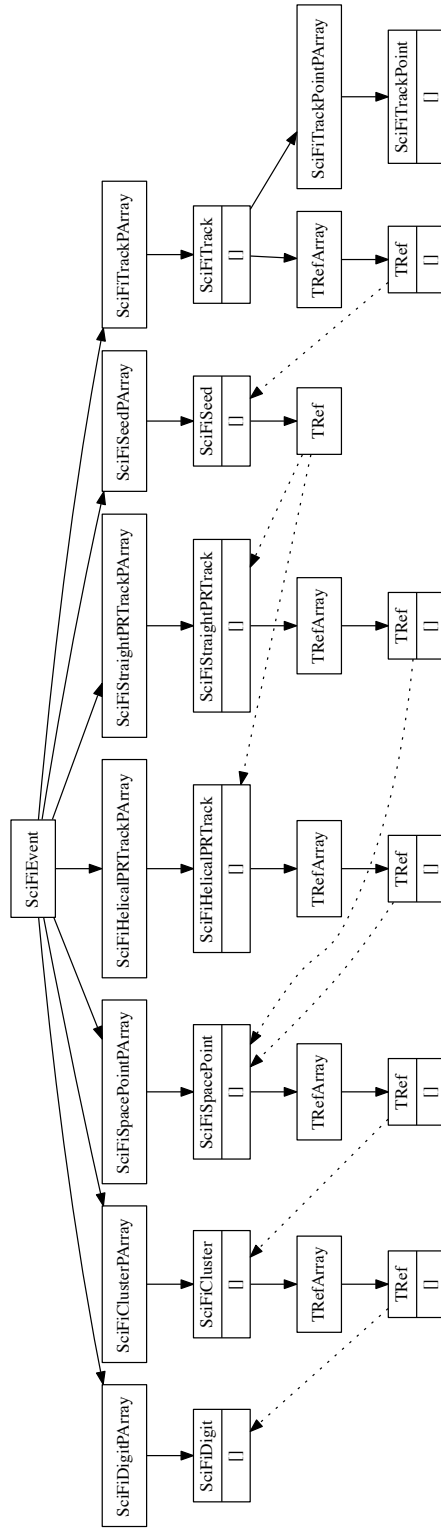 SciFiEvent
SciFiDigitPArray
SciFiClusterPArray
SciFiSpacePointPArray
SciFiHelicalPRTrackPArray
SciFiStraightPRTrackPArray
SciFiSeedPArray
SciFiTrackPArray
SciFiDigit
[]
SciFiCluster
[]
SciFiSpacePoint
[]
SciFiHelicalPRTrack
[]
SciFiStraightPRTrack
[]
SciFiSeed
[]
SciFiTrack
[]
TRefArray
TRefArray
TRefArray
TRefArray
TRef
TRefArray
SciFiTrackPointPArray
TRef
[]
TRef
[]
TRef
[]
TRef
[]
TRef
[]
SciFiTrackPoint
[]